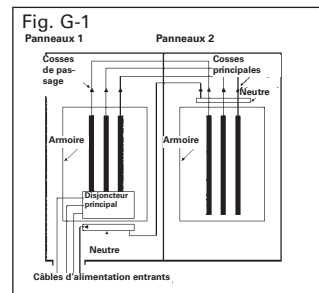 Fig. G-1
Panneaux 1
Panneaux 2
Cosses
de pas-
sage
Cosses
principales
Neutre
Armoire
Armoire
Disjoncteur
principal
Neutre
Câbles d'alimentation entrants